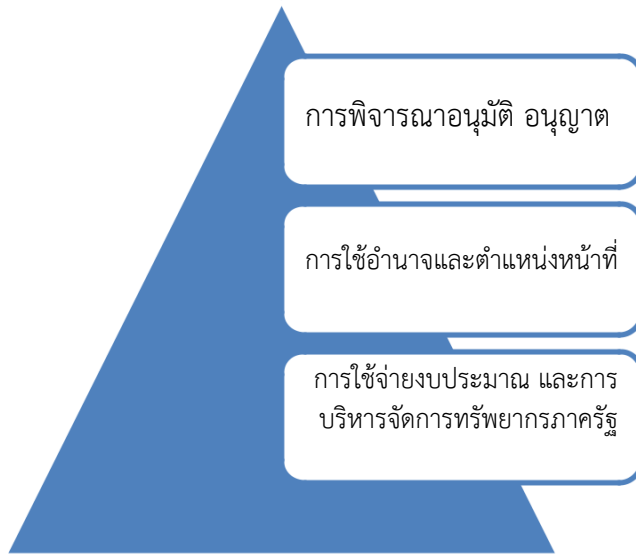 การพิจารณาอนุมัติ อนุญาต
การใช้อำนาจและตำแหน่งหน้าที่
การใช้จ่ายงบประมาณ และการ
บริหารจัดการทรัพยากรภาครัฐ